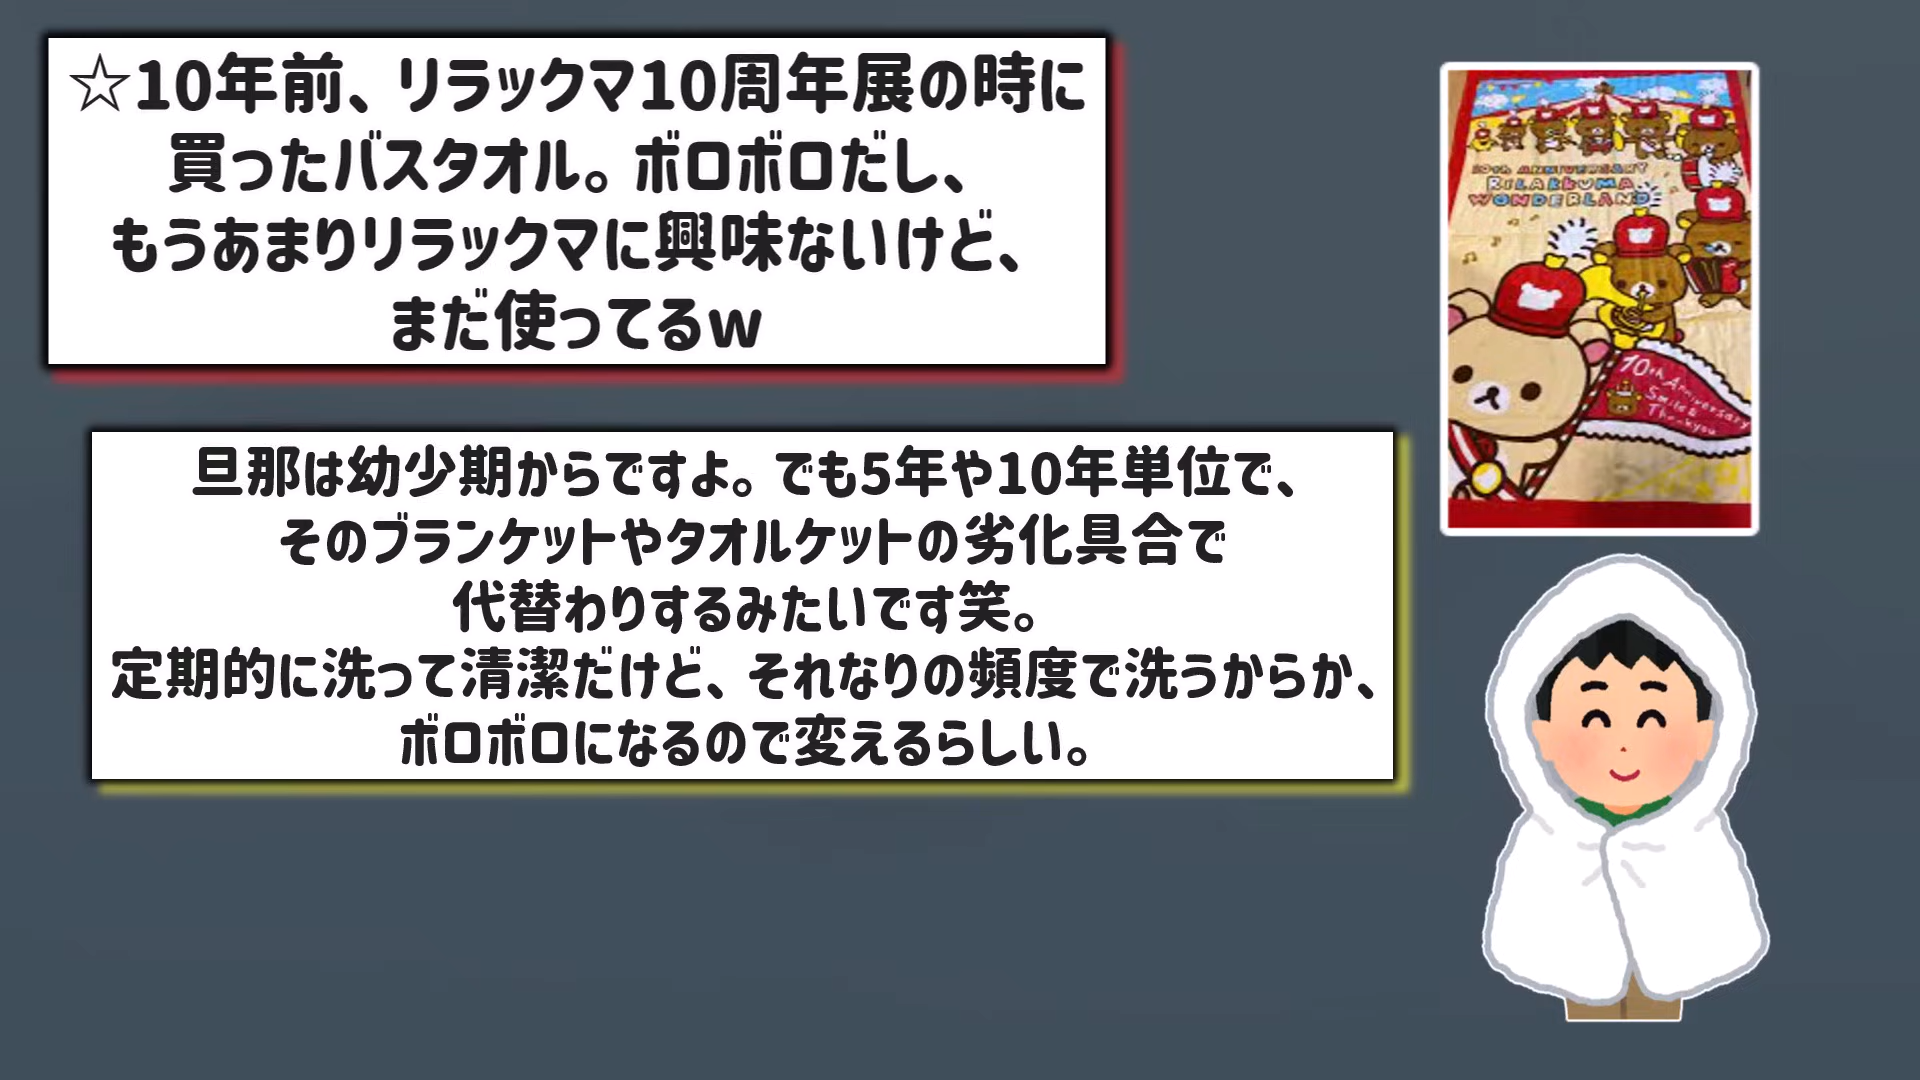 ☆10年前、リラックマ10周年展の時に
買ったバスタオル。ボロボロだし、
もうあまりリラックマに興味ないけど、
まだ使ってるw
旦那は幼少期からですよ。でも5年や10年単位で、
そのブランケットやタオルケットの劣化具合で
代替わりするみたいです笑。
定期的に洗って清潔だけど、それなりの頻度で洗うからか、
ボロボロになるので変えるらしい。
10th ANNIVERSARY
RILAKKUMA
WONDERLAND
10th Anniversary
Smile &
Thankyou